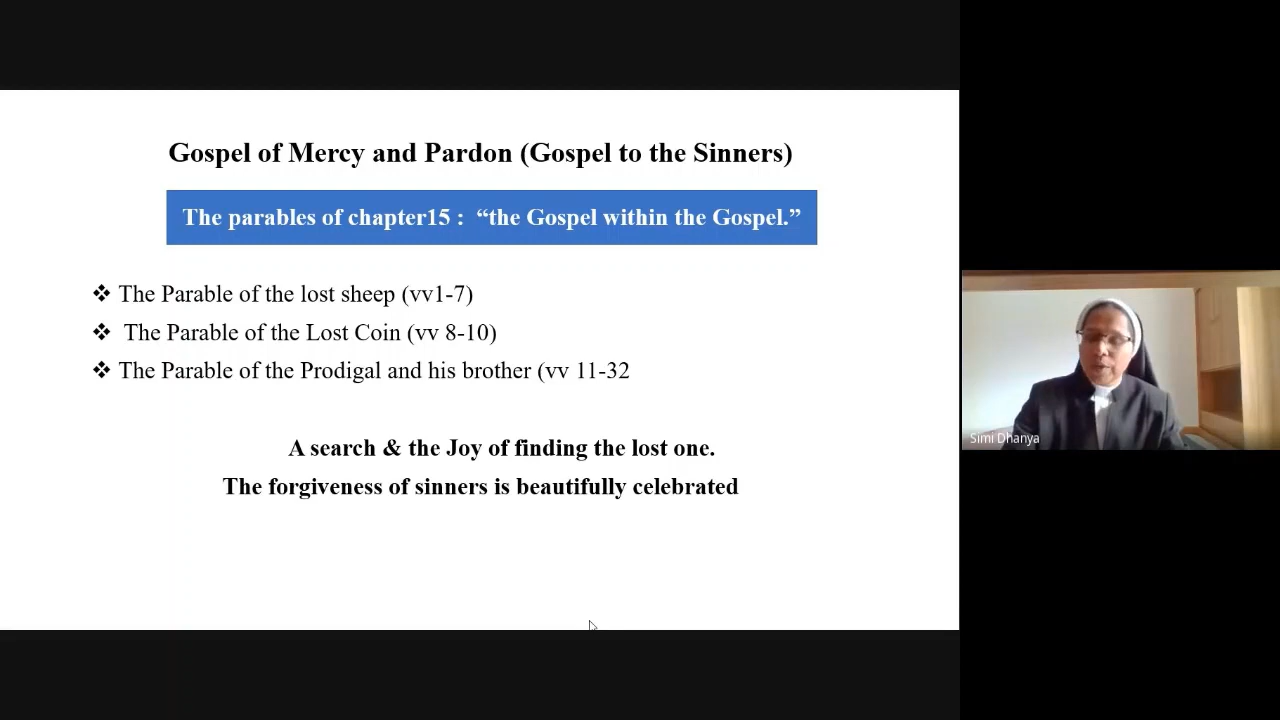 Gospel of Mercy and Pardon (Gospel to the Sinners)
The parables of chapter15 :  “the Gospel within the Gospel.”
❖ The Parable of the lost sheep (vv1-7)
❖ The Parable of the Lost Coin (vv 8-10)
❖ The Parable of the Prodigal and his brother (vv 11-32
A search & the Joy of finding the lost one.
The forgiveness of sinners is beautifully celebrated
Simi Dhanya